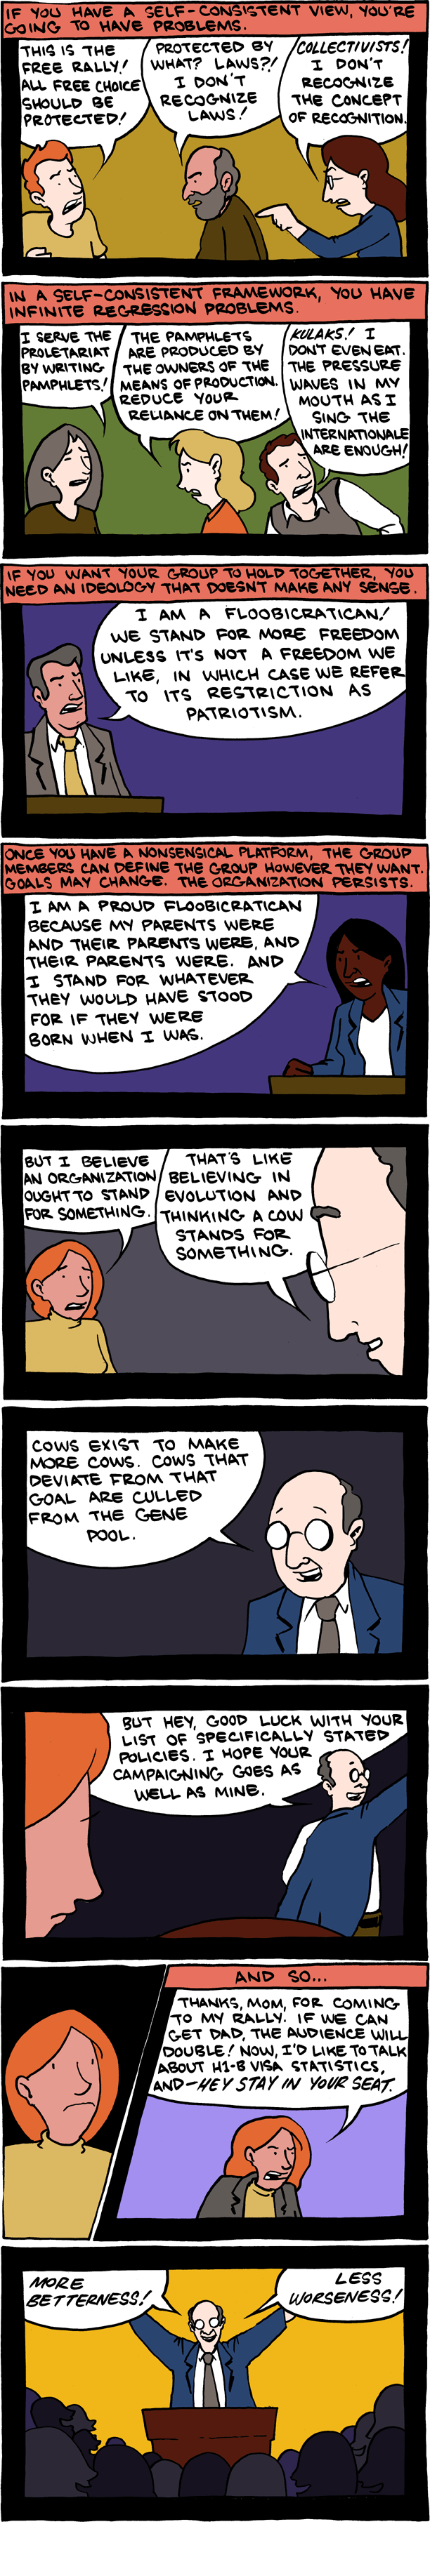 IF YOU HAVE A SELF-CONSISTENT VIEW, YOU'RE
GOING TO HAVE PROBLEMS.
THIS IS THE
FREE RALLY!
ALL FREE CHOICE
SHOULD BE
PROTECTED!
PROTECTED BY
WHAT? LAWS?!
I DON'T
RECOGNIZE
LAWS!
COLLECTIVISTS!
I DON'T
RECOGNIZE
THE CONCEPT
OF RECOGNITION.
IN A SELF-CONSISTENT FRAMEWORK, YOU HAVE
INFINITE REGRESSION PROBLEMS.
I SERVE THE
PROLETARIAT
BY WRITING
PAMPHLETS!
THE PAMPHLETS
ARE PRODUCED BY
THE OWNERS OF THE
MEANS OF PRODUCTION.
REDUCE YOUR
RELIANCE ON THEM!
KULAKS! I
DON'T EVEN EAT.
THE PRESSURE
WAVES IN MY
MOUTH AS I
SING THE
INTERNATIONALE
ARE ENOUGH!
IF YOU WANT YOUR GROUP TO HOLD TOGETHER, YOU
NEED AN IDEOLOGY THAT DOESN'T MAKE ANY SENSE.
I AM A FLOOBICRATICAN!
WE STAND FOR MORE FREEDOM
UNLESS IT'S NOT A FREEDOM WE
LIKE, IN WHICH CASE WE REFER
TO ITS RESTRICTION AS
PATRIOTISM.
ONCE YOU HAVE A NONSENSICAL PLATFORM, THE GROUP
MEMBERS CAN DEFINE THE GROUP HOWEVER THEY WANT.
GOALS MAY CHANGE. THE ORGANIZATION PERSISTS.
I AM A PROUD FLOOBICRATICAN
BECAUSE MY PARENTS WERE
AND THEIR PARENTS WERE, AND
THEIR PARENTS WERE. AND
I STAND FOR WHATEVER
THEY WOULD HAVE STOOD
FOR IF THEY WERE
BORN WHEN I WAS.
BUT I BELIEVE
AN ORGANIZATION
OUGHT TO STAND
FOR SOMETHING.
THAT'S LIKE
BELIEVING IN
EVOLUTION AND
THINKING A COW
STANDS FOR
SOMETHING.
COWS EXIST TO MAKE
MORE COWS. COWS THAT
DEVIATE FROM THAT
GOAL ARE CULLED
FROM THE GENE
POOL.
BUT HEY, GOOD LUCK WITH YOUR
LIST OF SPECIFICALLY STATED
POLICIES. I HOPE YOUR
CAMPAIGNING GOES AS
WELL AS MINE.
AND SO...
THANKS, MOM, FOR COMING
TO MY RALLY. IF WE CAN
GET DAD, THE AUDIENCE WILL
DOUBLE! NOW, I'D LIKE TO TALK
ABOUT H1-B VISA STATISTICS,
AND-HEY STAY IN YOUR SEAT.
MORE
BETTERNESS!
LESS
WORSENESS!